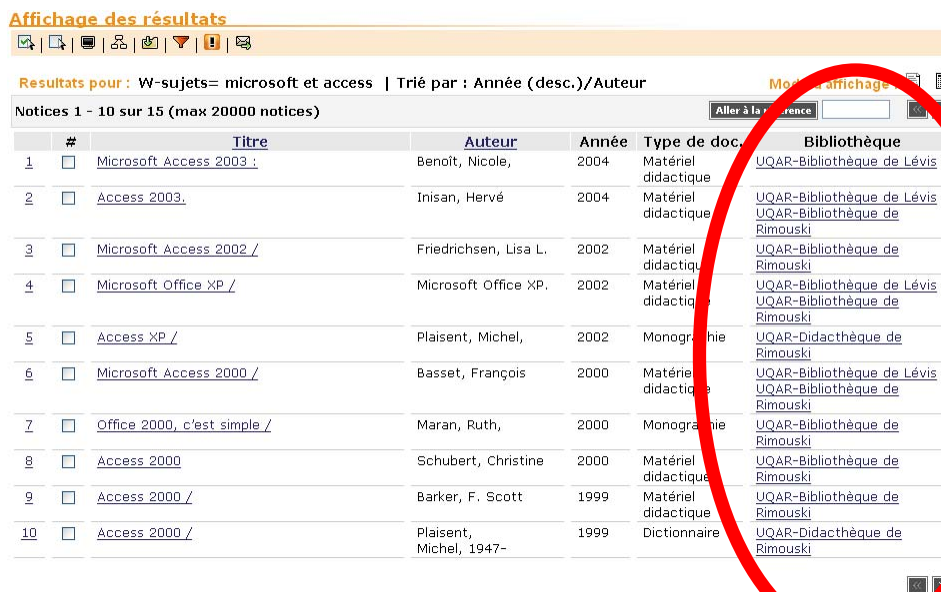 Affichage des résultats
Resultats pour : W-sujets= microsoft et access | Trié par : Année (desc.)/Auteur
Notices 1 - 10 sur 15 (max 20000 notices)
# Titre Auteur Année Type de doc. Bibliothèque
1 Microsoft Access 2003 : Benoît, Nicole, 2004 Matériel UQAR-Bibliothèque de Lévis
didactique
2 Access 2003. Inisan, Hervé 2004 Matériel UQAR-Bibliothèque de Lévis
didactique UQAR-Bibliothèque de
Rimouski
3 Microsoft Access 2002 / Friedrichsen, Lisa L. 2002 Matériel UQAR-Bibliothèque de
didactique Rimouski
4 Microsoft Office XP / Microsoft Office XP. 2002 Matériel UQAR-Bibliothèque de Lévis
didactique UQAR-Bibliothèque de
Rimouski
5 Access XP / Plaisent, Michel, 2002 Monographie UQAR-Didacthèque de
Rimouski
6 Microsoft Access 2000 / Basset, François 2000 Matériel UQAR-Bibliothèque de Lévis
didactique UQAR-Bibliothèque de
Rimouski
7 Office 2000, c'est simple / Maran, Ruth, 2000 Monographie UQAR-Bibliothèque de
Rimouski
8 Access 2000 Schubert, Christine 2000 Matériel UQAR-Bibliothèque de
didactique Rimouski
9 Access 2000 / Barker, F. Scott 1999 Matériel UQAR-Bibliothèque de
didactique Rimouski
10 Access 2000 / Plaisent, 1999 Dictionnaire UQAR-Didacthèque de
Michel, 1947- Rimouski